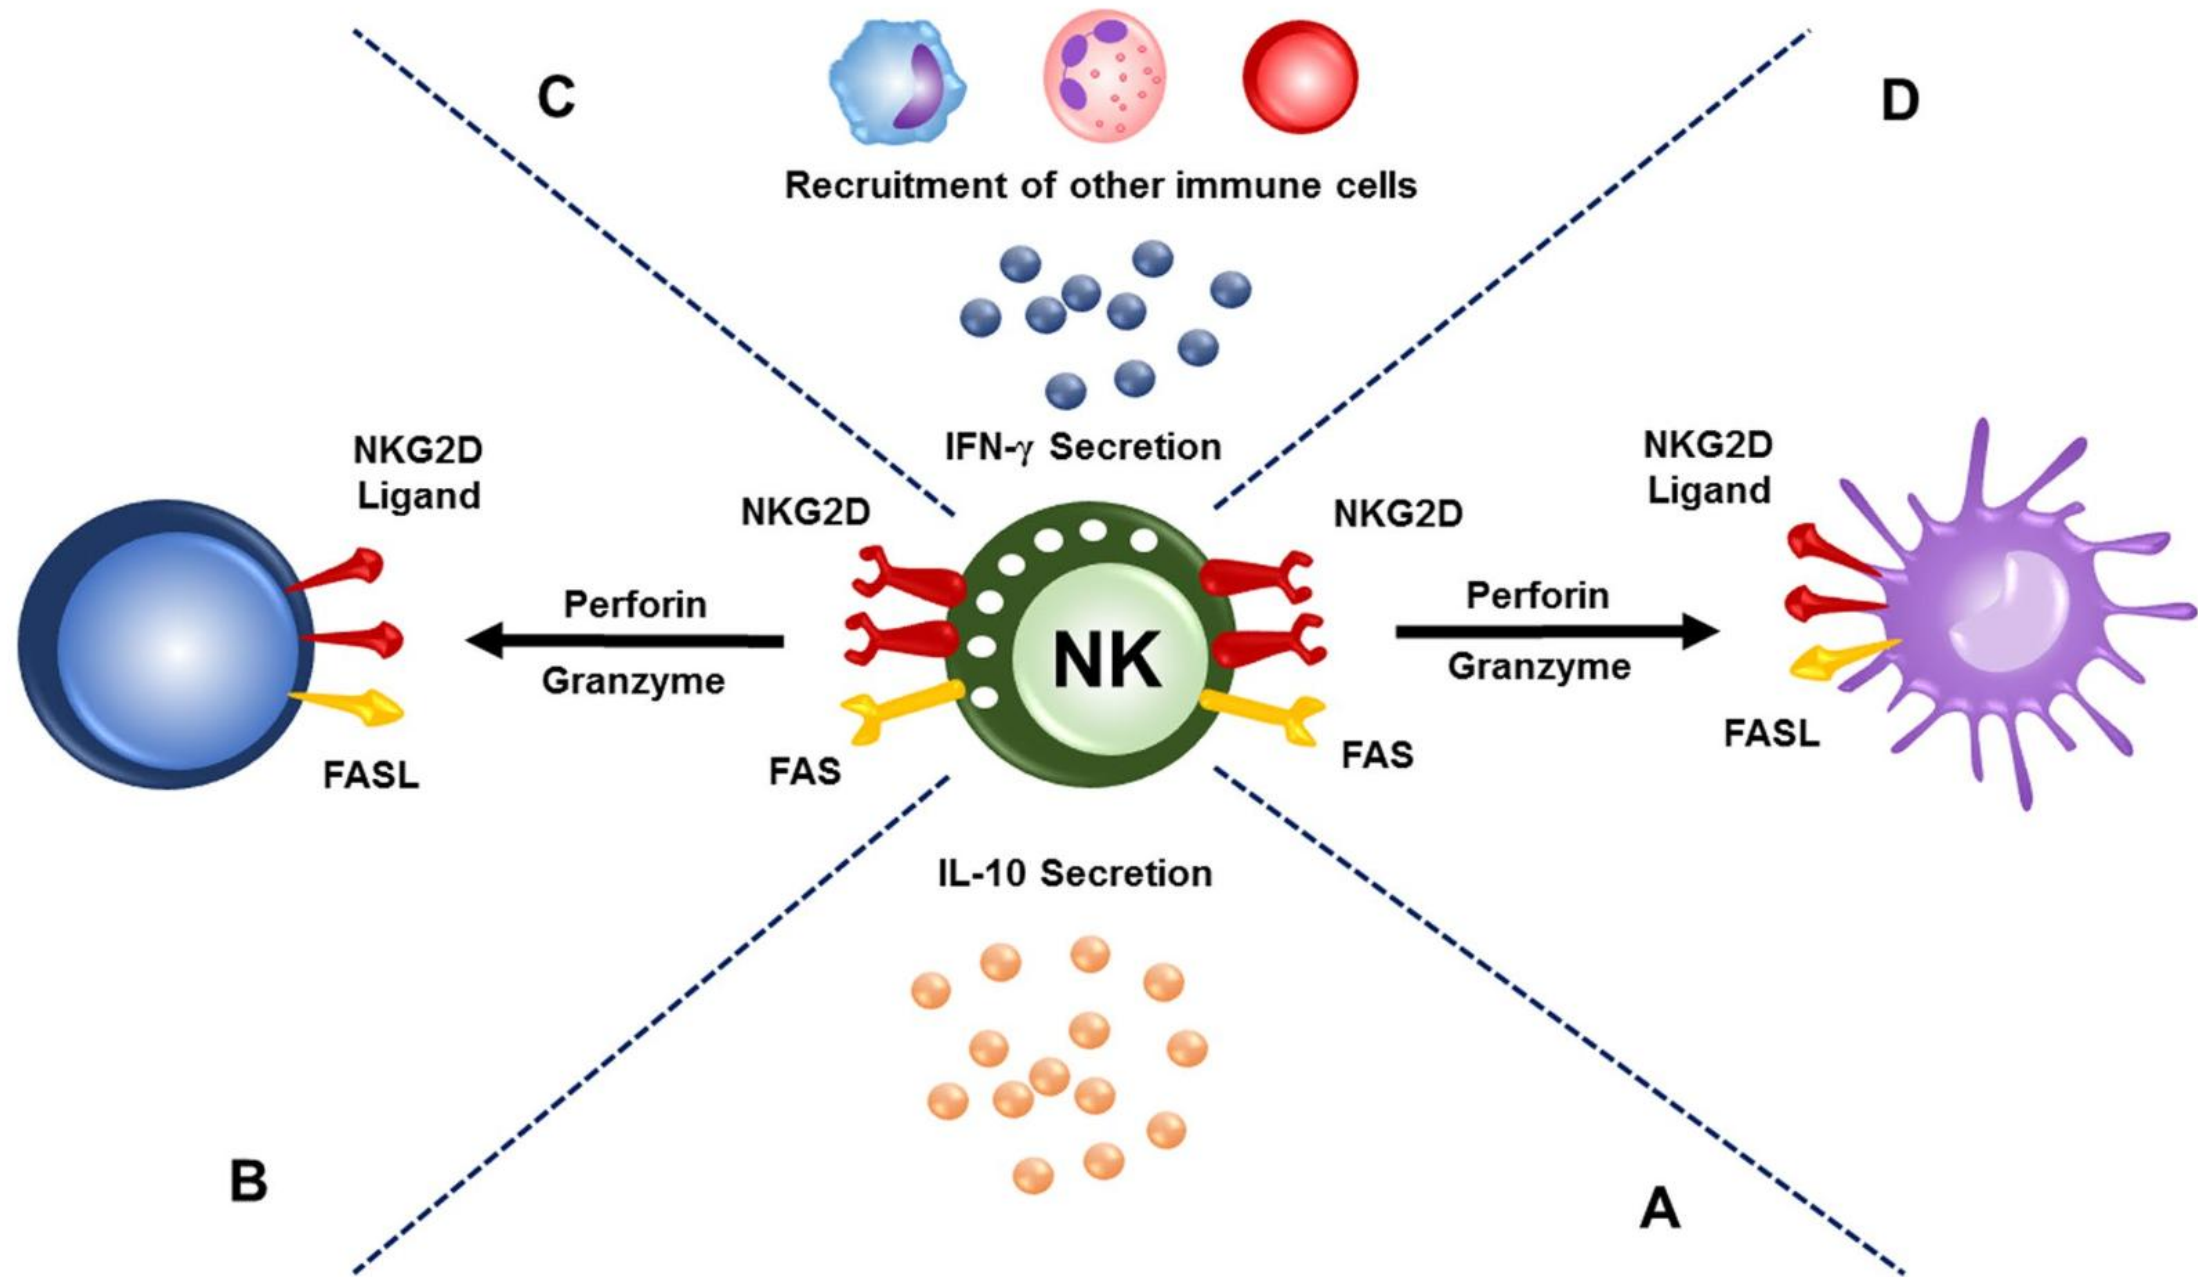 C
D
Recruitment of other immune cells
IFN-γ Secretion
NKG2D
Ligand
NKG2D
Perforin
Granzyme
FASL
FAS
NK
NKG2D
NKG2D
Ligand
Perforin
Granzyme
FAS
FASL
IL-10 Secretion
B
A